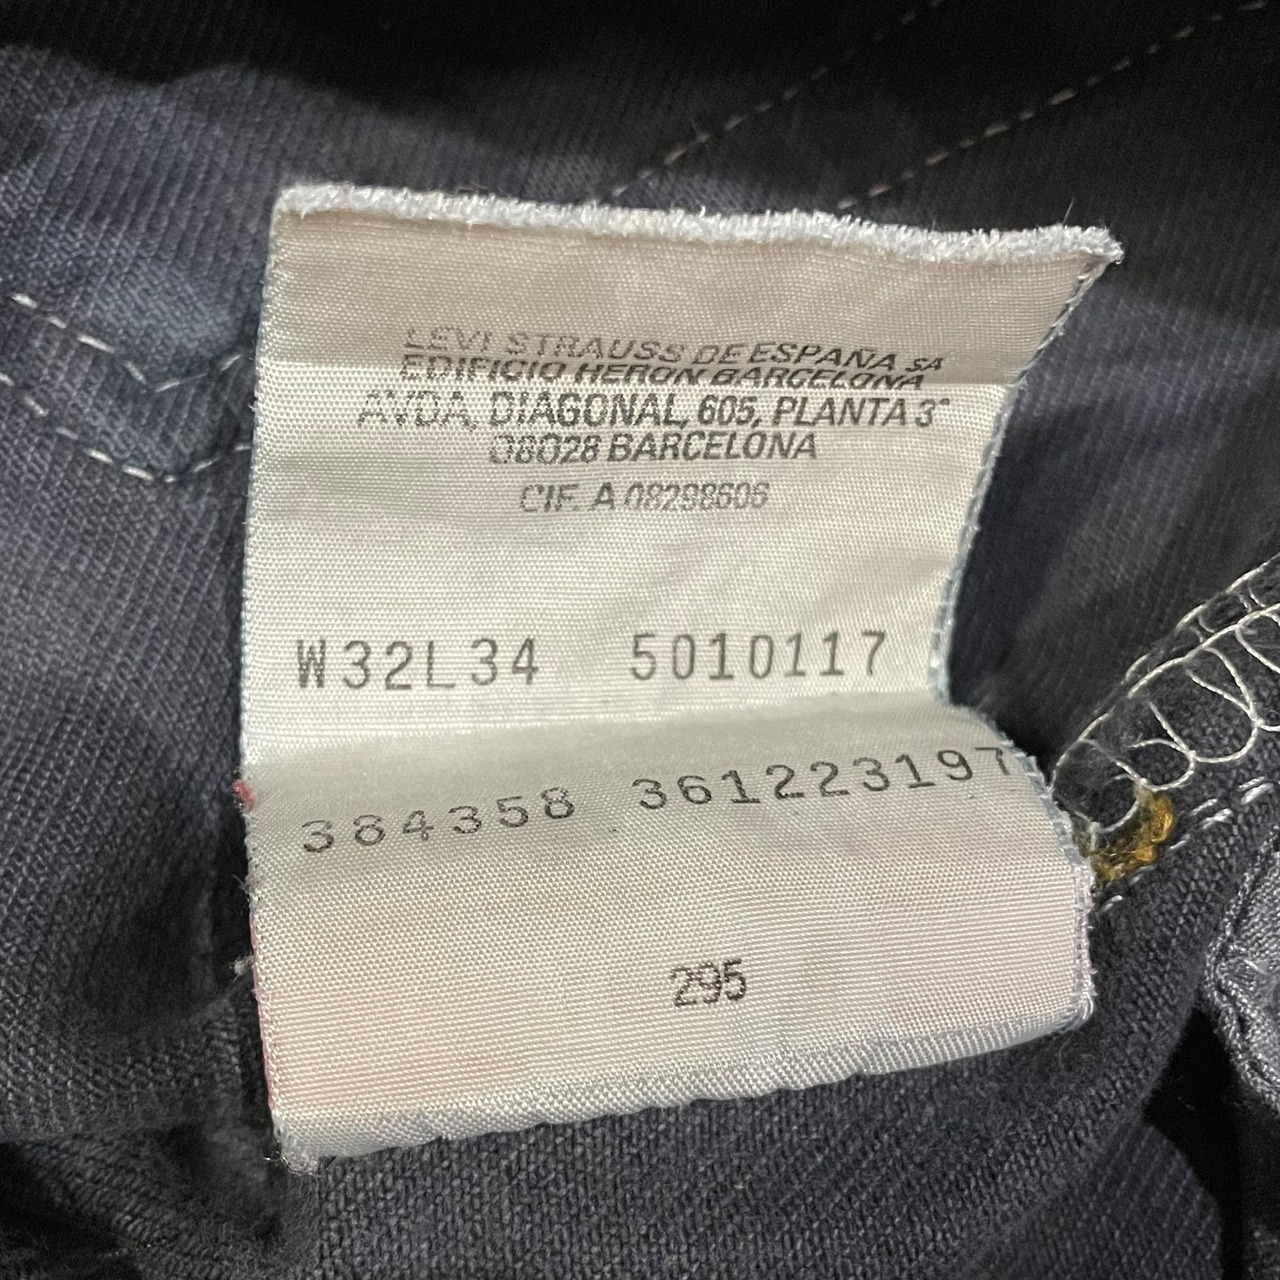 LEVI STRAUSS DE ESPAÑA SA
EDIFICIO HERON BARCELONA
AVDA. DIAGONAL, 605, PLANTA 3ª
08028 BARCELONA
CIF. A 08298606
W32L34 5010117
384358 361223197
295